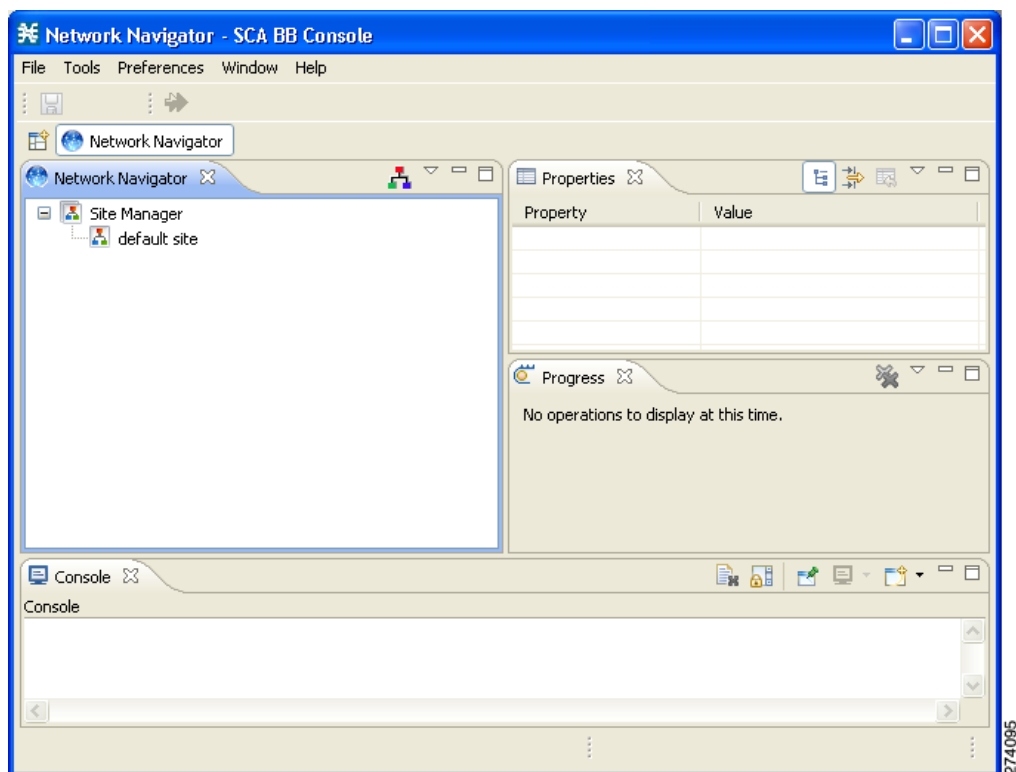 Network Navigator - SCA BB Console
File Tools Preferences Window Help
Network Navigator
Network Navigator
Site Manager
default site
Properties
Property Value
Progress
No operations to display at this time.
Console
Console
274095